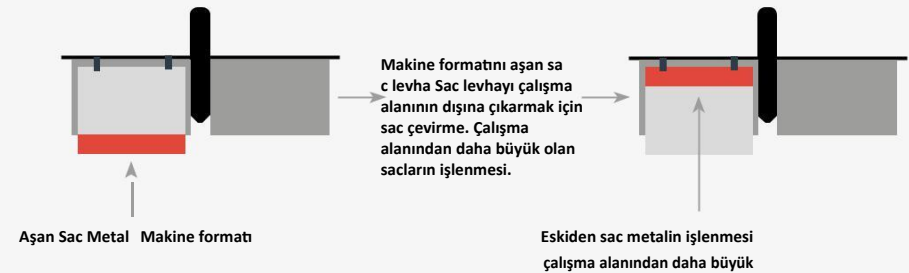 Makine formatını aşan sa
c levha Sac levhayı çalışma
alanının dışına çıkarmak için
sac çevirme. Çalışma
alanından daha büyük olan
sacların işlenmesi.
Aşan Sac Metal   Makine formatı
Eskiden sac metalin işlenmesi
çalışma alanından daha büyük